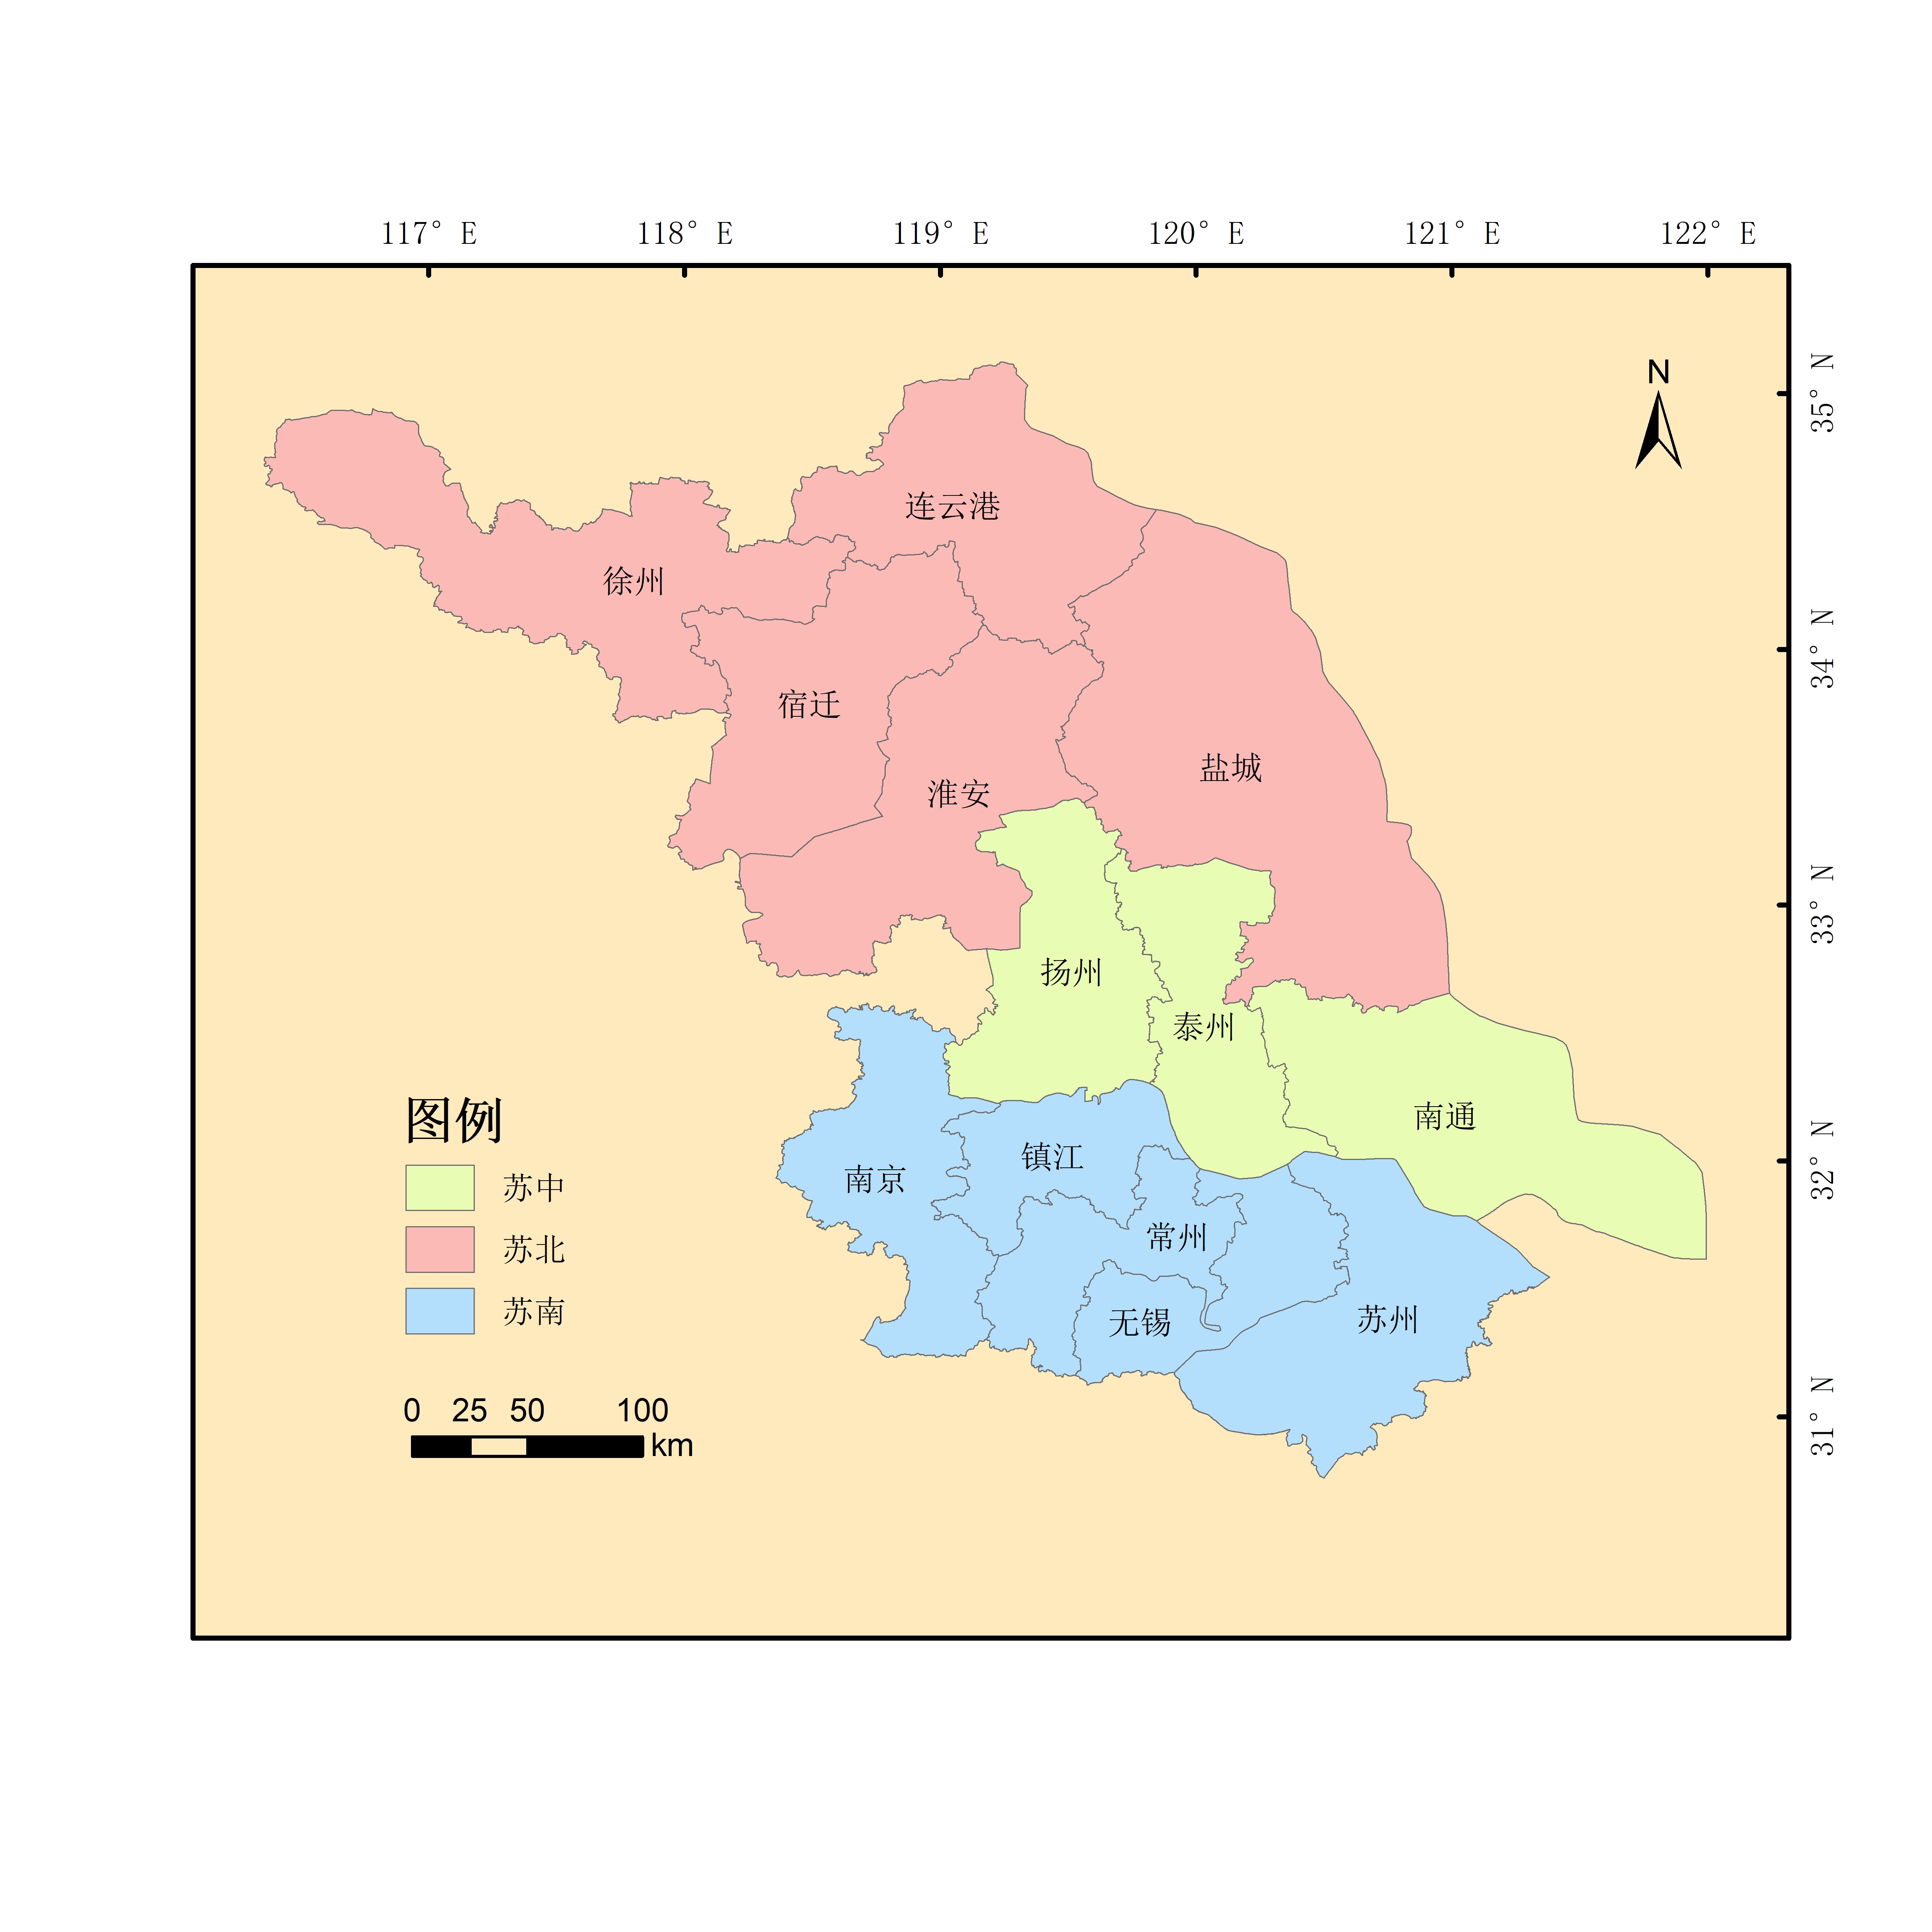 117° E 118° E 119° E 120° E 121° E 122° E
N
35° N
连云港
徐州
34° N
宿迁
盐城
淮安
33° N
扬州
泰州
南通
32° N
镇江
南京
常州
无锡
苏州
31° N
图例
苏中
苏北
苏南
0 25 50 100
km